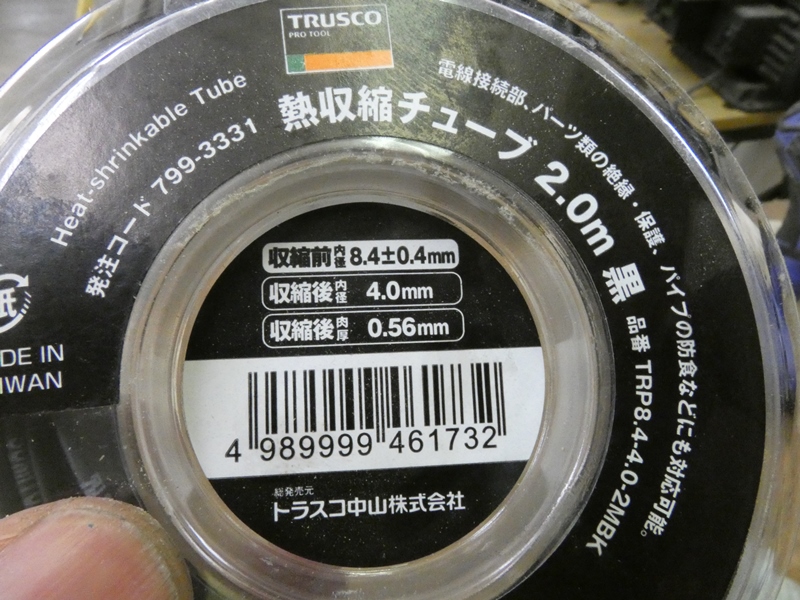 TRUSCO
PRO TOOL
Heat-shrinkable Tube
発注コード 799-3331
熱収縮チューブ 2.0m 黒
品番 TRP8.4-4.0-2MBK
電線接続部、パーツ類の絶縁・保護、パイプの防食などにも対応可能。
収縮前内径 8.4±0.4mm
収縮後内径 4.0mm
収縮後肉厚 0.56mm
4 989999 461732
総発売元
トラスコ中山株式会社
紙
DE IN
IWAN